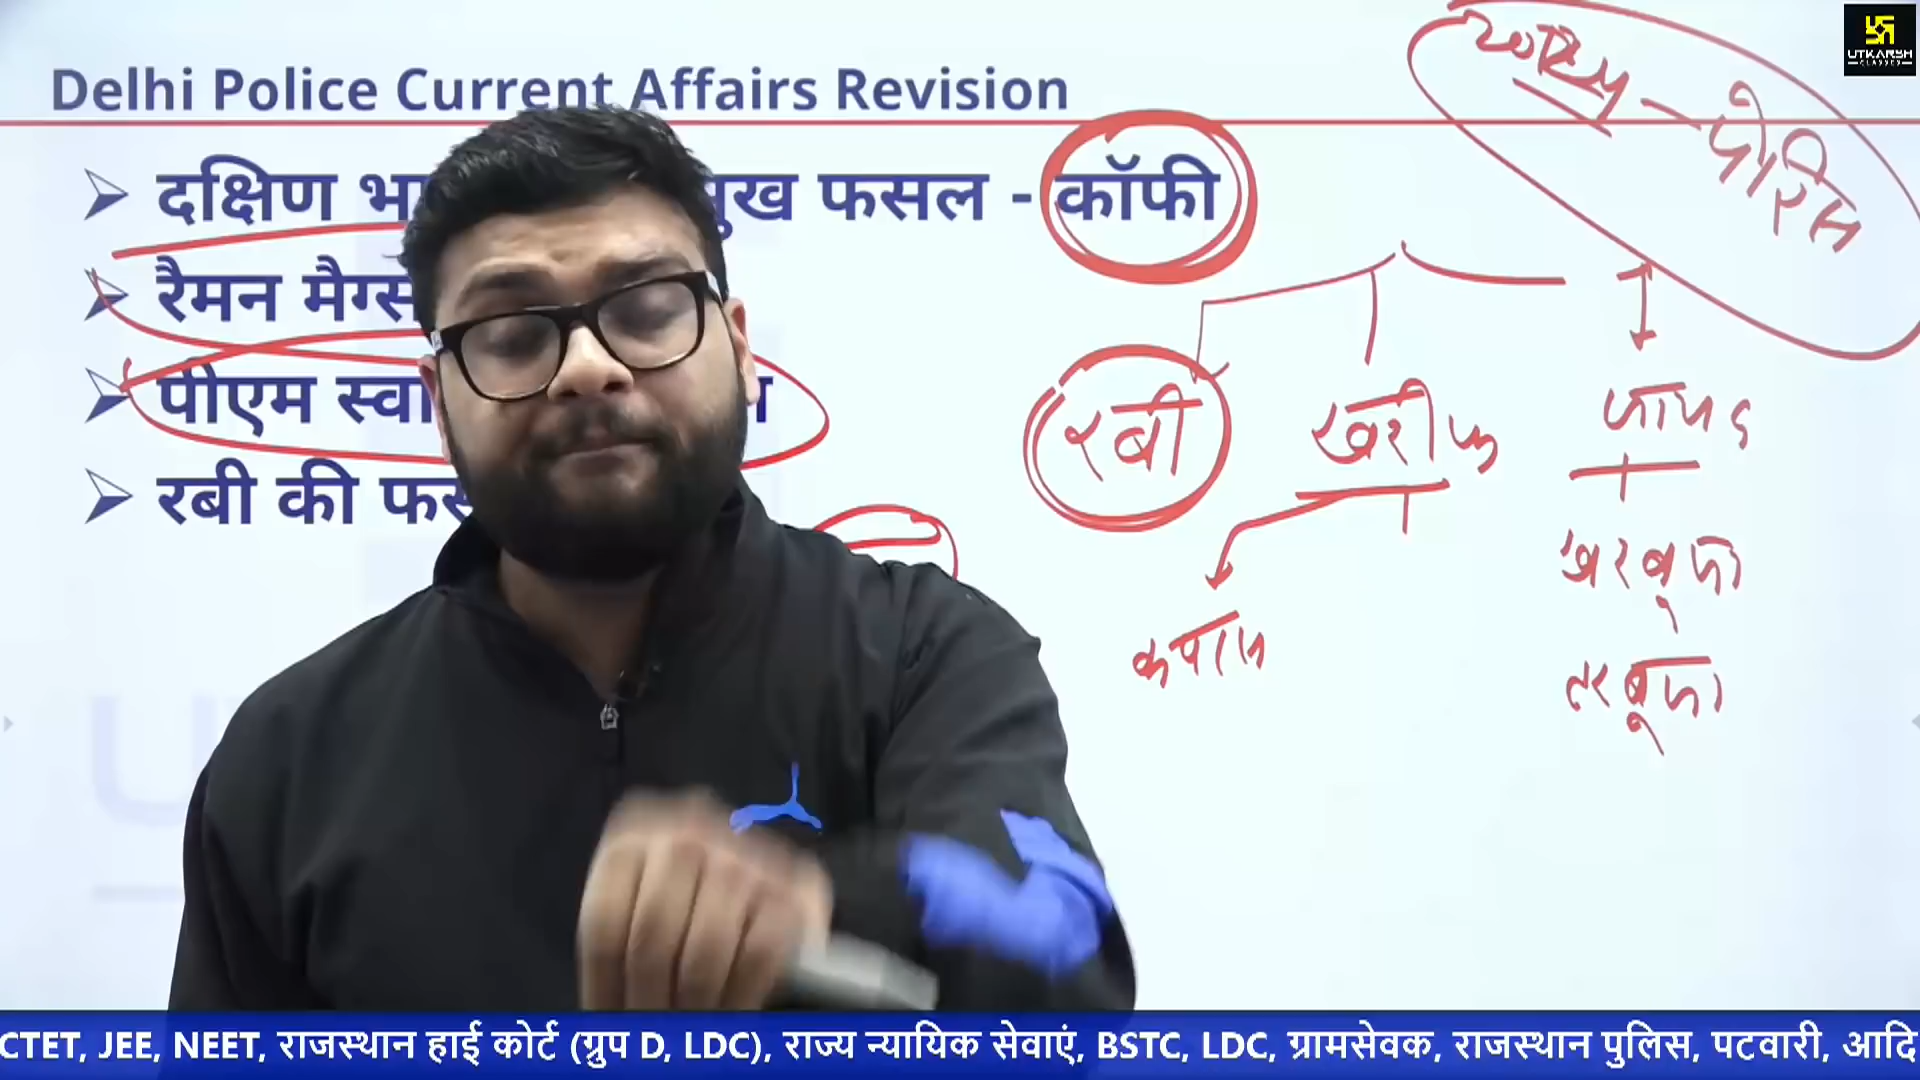 UTKARSH
CLASSES
Delhi Police Current Affairs Revision
पेरिस
दक्षिण मुख फसल - कॉफी
रैमन
पीएम
रबी की
रबी खरीफ जायद
खरबूजा
कपास
तरबूजा
CTET, JEE, NEET, राजस्थान हाई कोर्ट (ग्रुप D, LDC), राज्य न्यायिक सेवाएं, BSTC, LDC, ग्रामसेवक, राजस्थान पुलिस, पटवारी, आदि